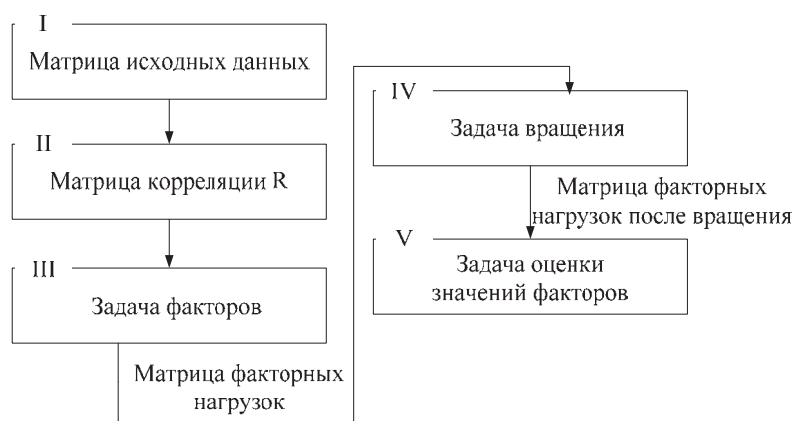 I
Матрица исходных данных
II
Матрица корреляции R
III
Задача факторов
Матрица факторных
нагрузок
IV
Задача вращения
Матрица факторных
нагрузок после вращения
V
Задача оценки
значений факторов